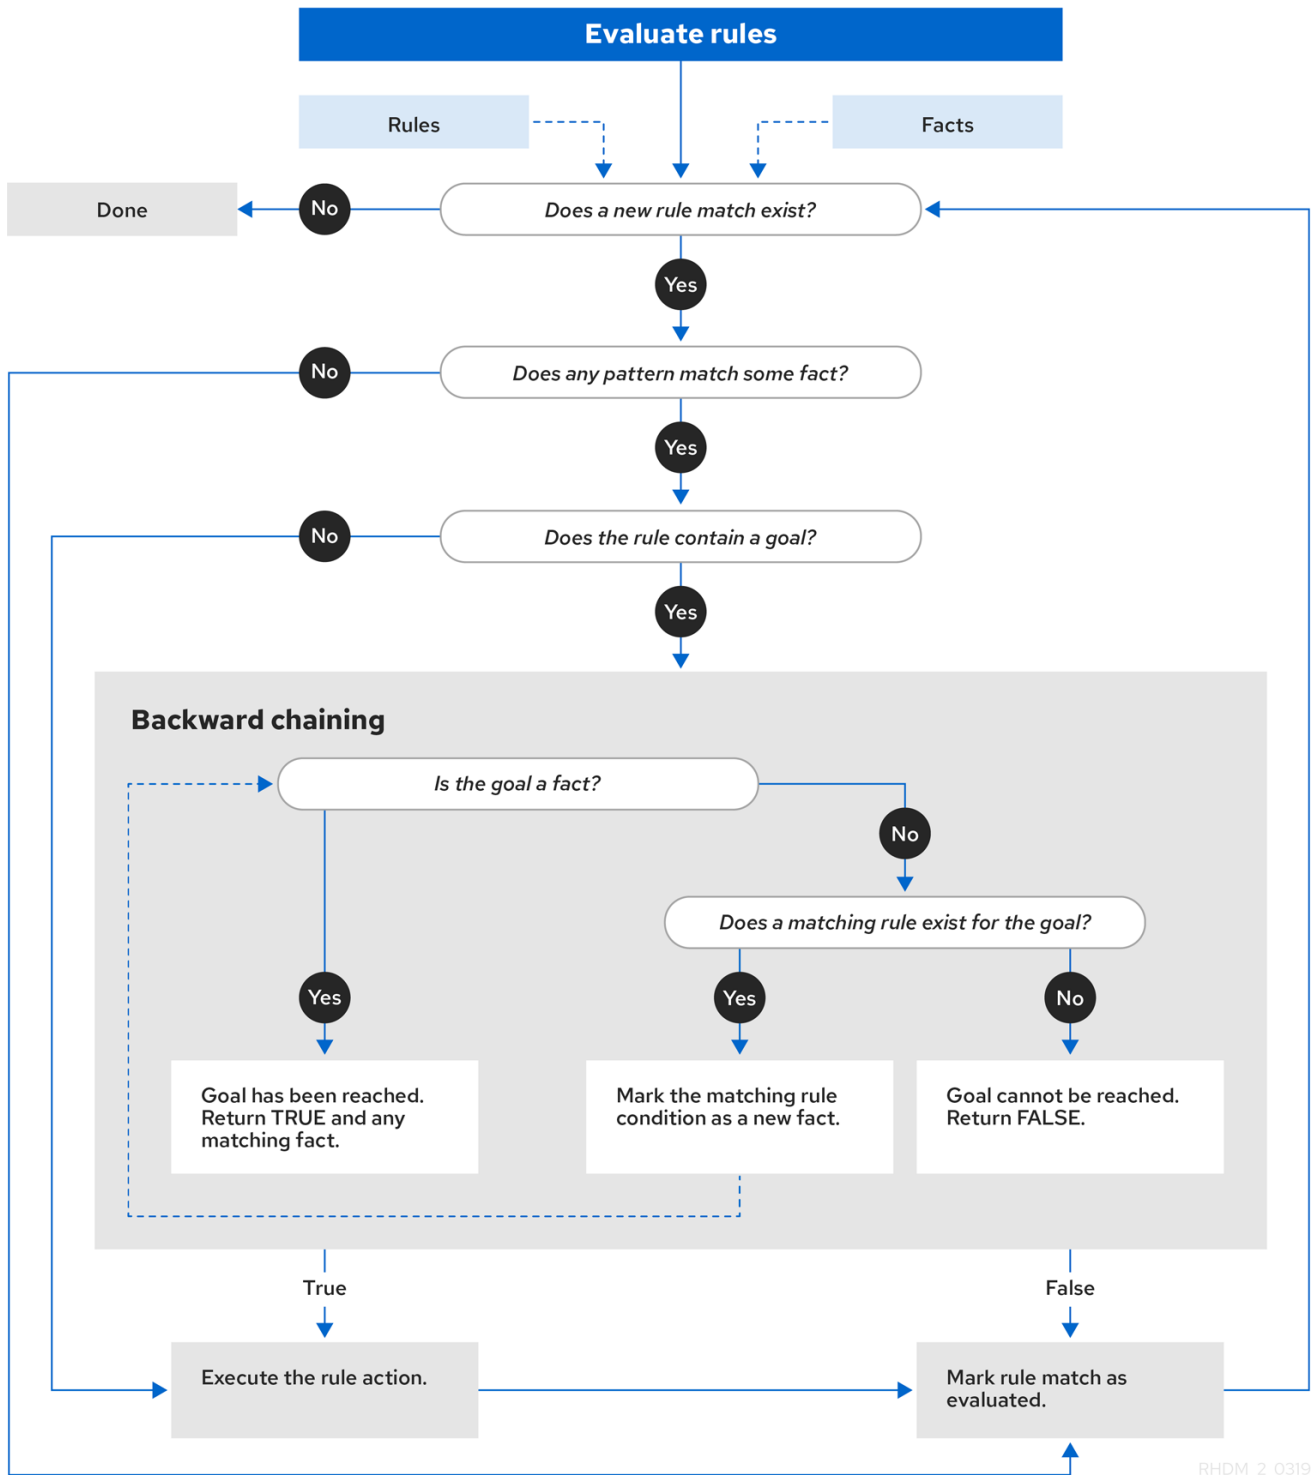 Evaluate rules
Rules
Facts
Done
No
Does a new rule match exist?
Yes
No
Does any pattern match some fact?
Yes
No
Does the rule contain a goal?
Yes
Backward chaining
Is the goal a fact?
No
Does a matching rule exist for the goal?
Yes
Yes
No
Goal has been reached.
Return TRUE and any
matching fact.
Mark the matching rule
condition as a new fact.
Goal cannot be reached.
Return FALSE.
True
False
Execute the rule action.
Mark rule match as
evaluated.
RHDM_2_0319